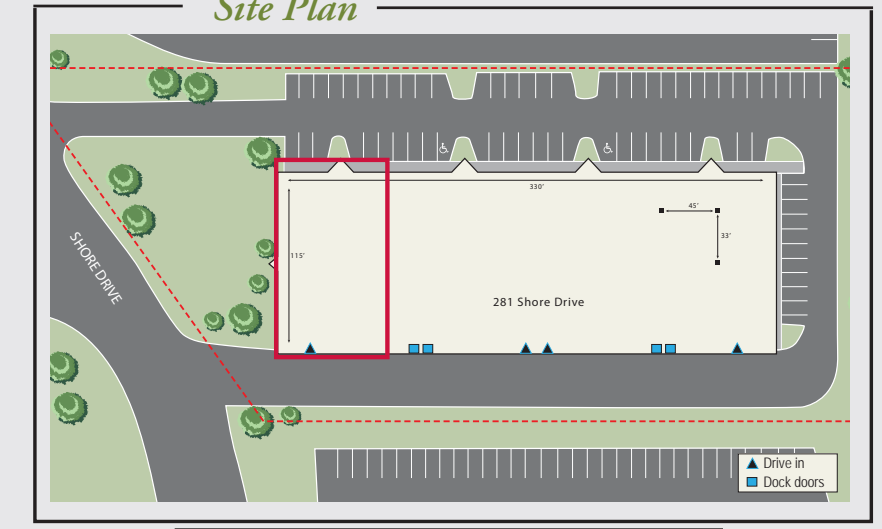 Site Plan
330'
45'
33'
115'
SHORE DRIVE
281 Shore Drive
Drive in
Dock doors